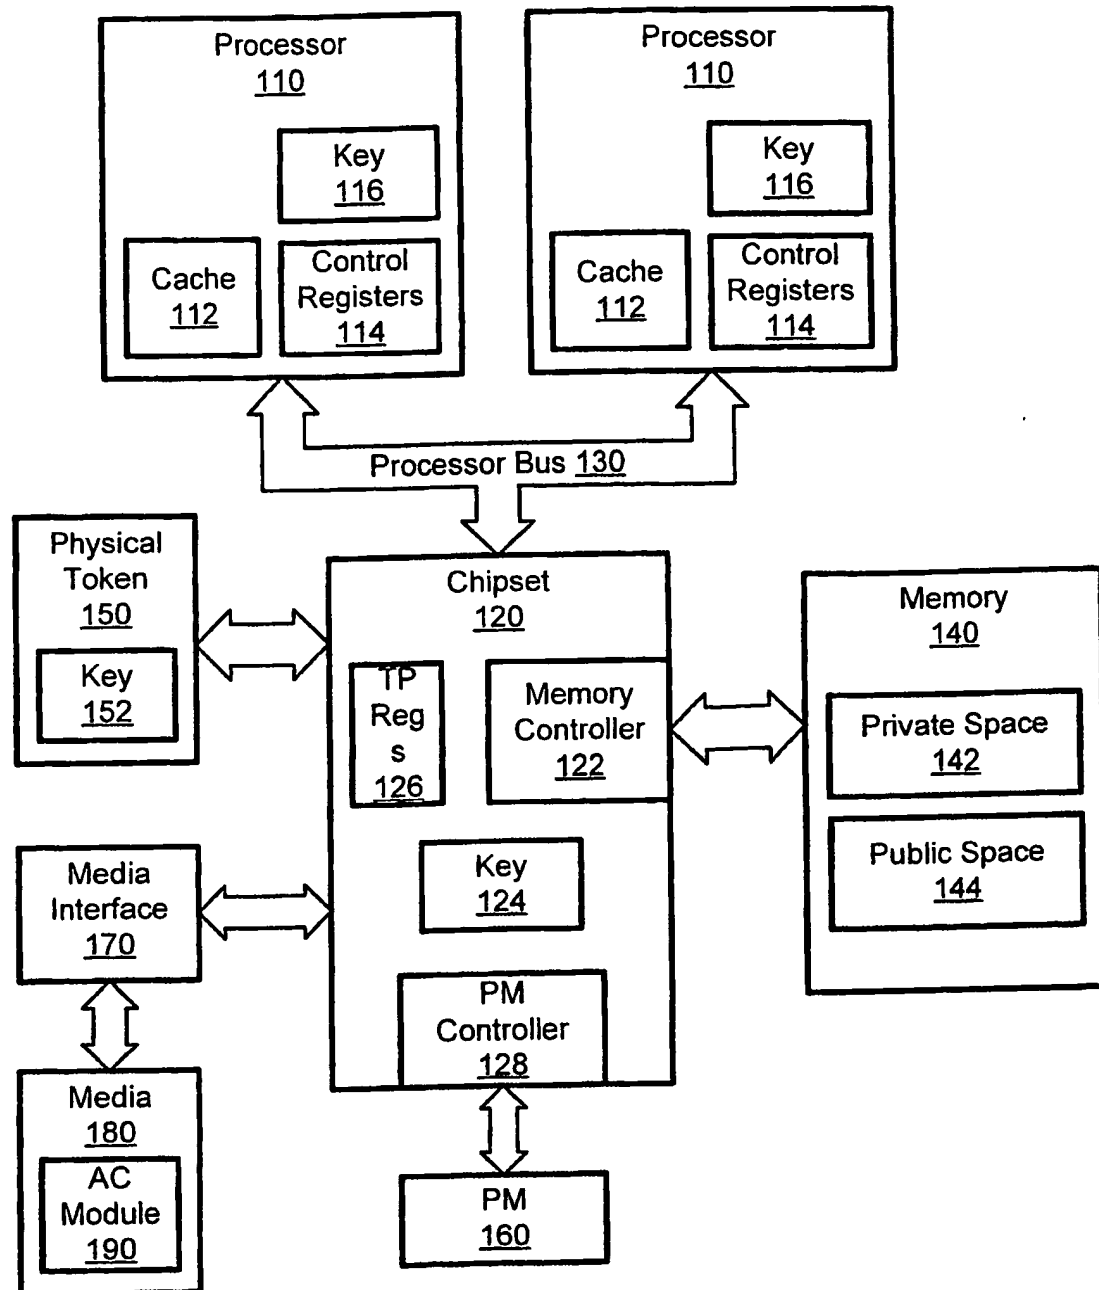 Processor
110
Key
116
Cache
112
Control
Registers
114
Processor
110
Key
116
Cache
112
Control
Registers
114
Processor Bus 130
Physical
Token
150
Key
152
Chipset
120
TP
Reg
s
126
Memory
Controller
122
Key
124
PM
Controller
128
Memory
140
Private Space
142
Public Space
144
Media
Interface
170
Media
180
AC
Module
190
PM
160